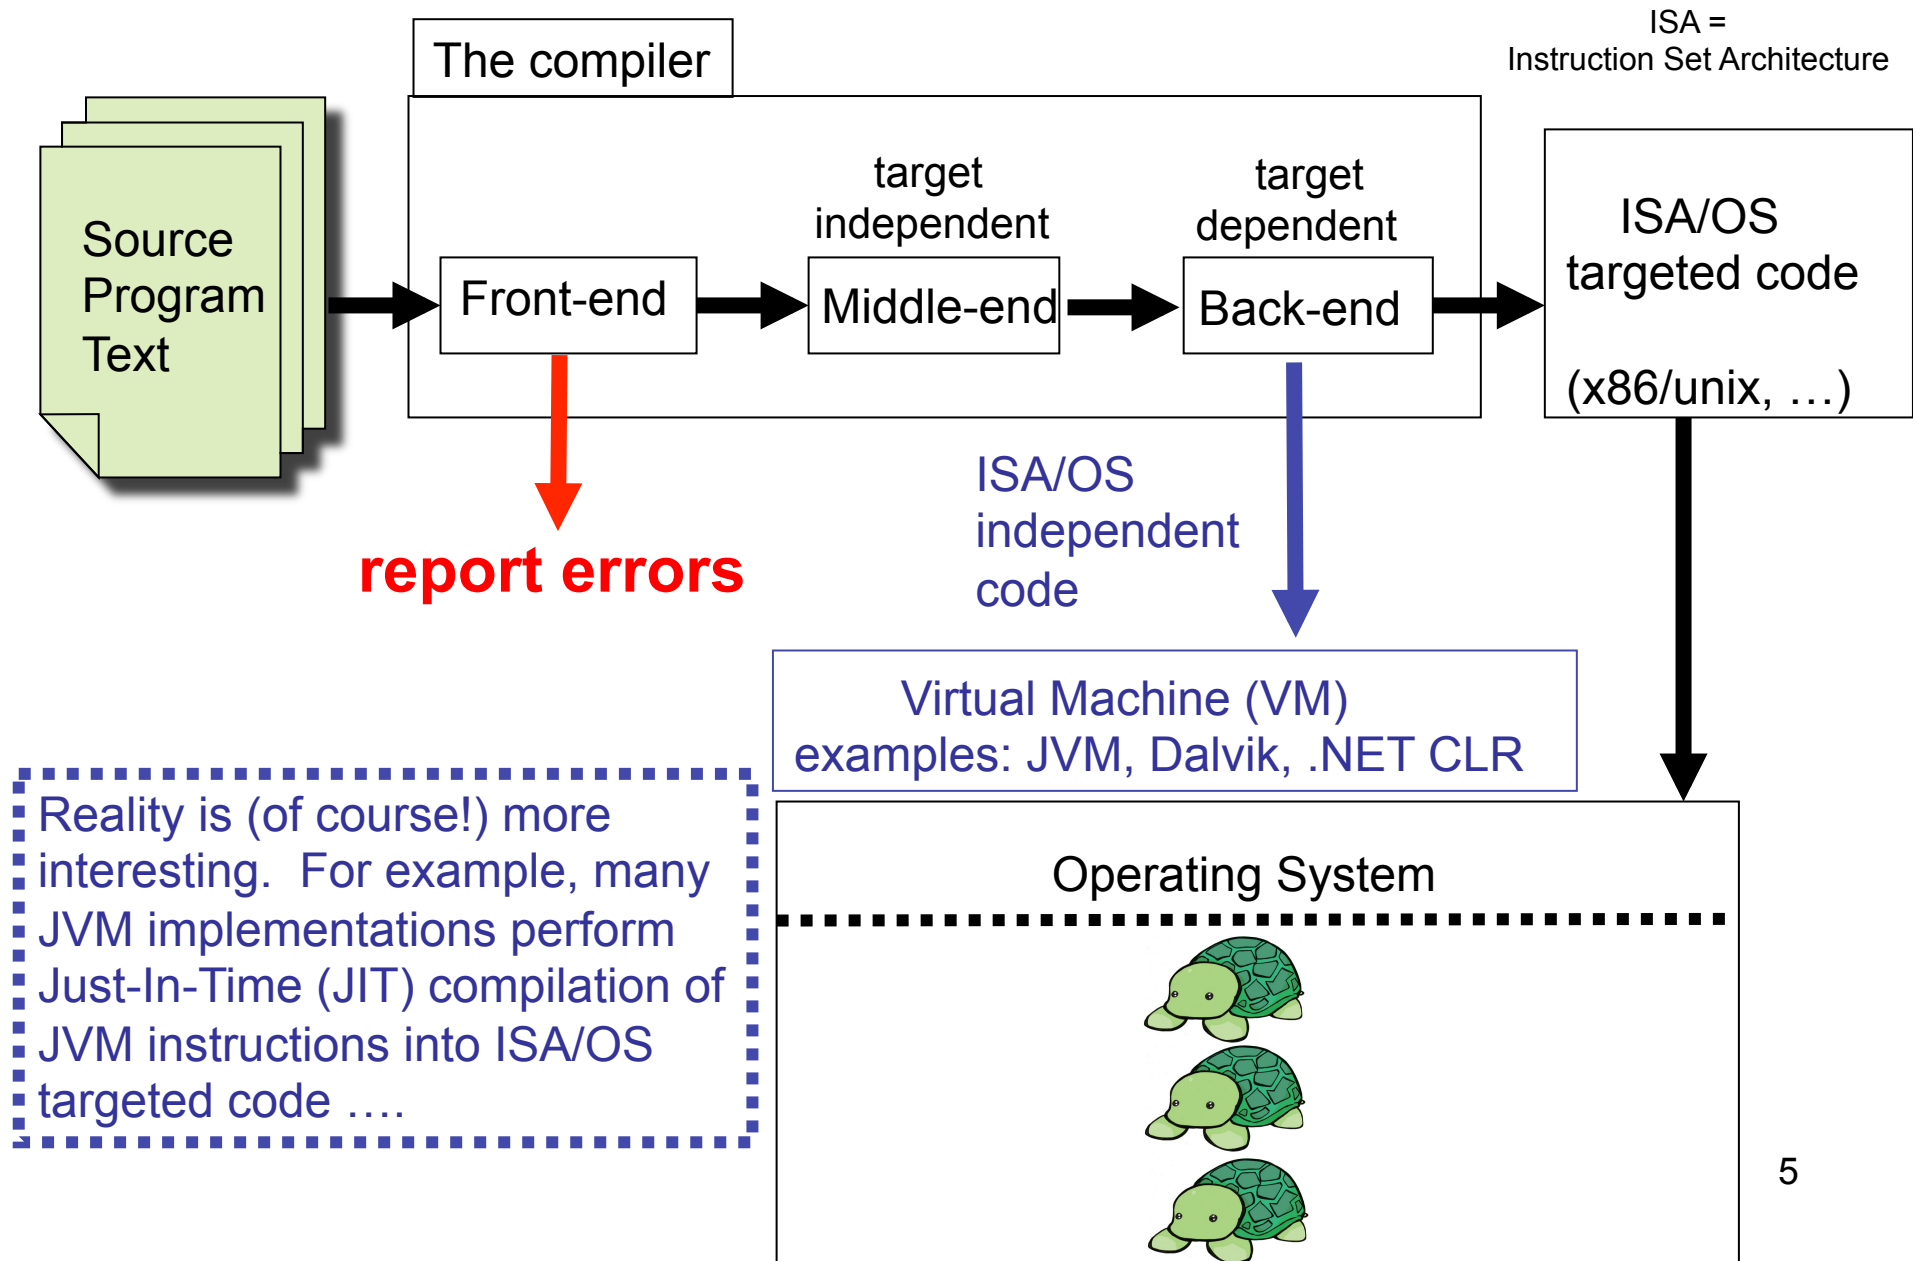 The compiler
ISA =
Instruction Set Architecture
Source
Program
Text
Front-end
target
independent
Middle-end
target
dependent
Back-end
ISA/OS
targeted code
(x86/unix, …)
report errors
ISA/OS
independent
code
Virtual Machine (VM)
examples: JVM, Dalvik, .NET CLR
Reality is (of course!) more
interesting.  For example, many
JVM implementations perform
Just-In-Time (JIT) compilation of
JVM instructions into ISA/OS
targeted code ….
Operating System
5